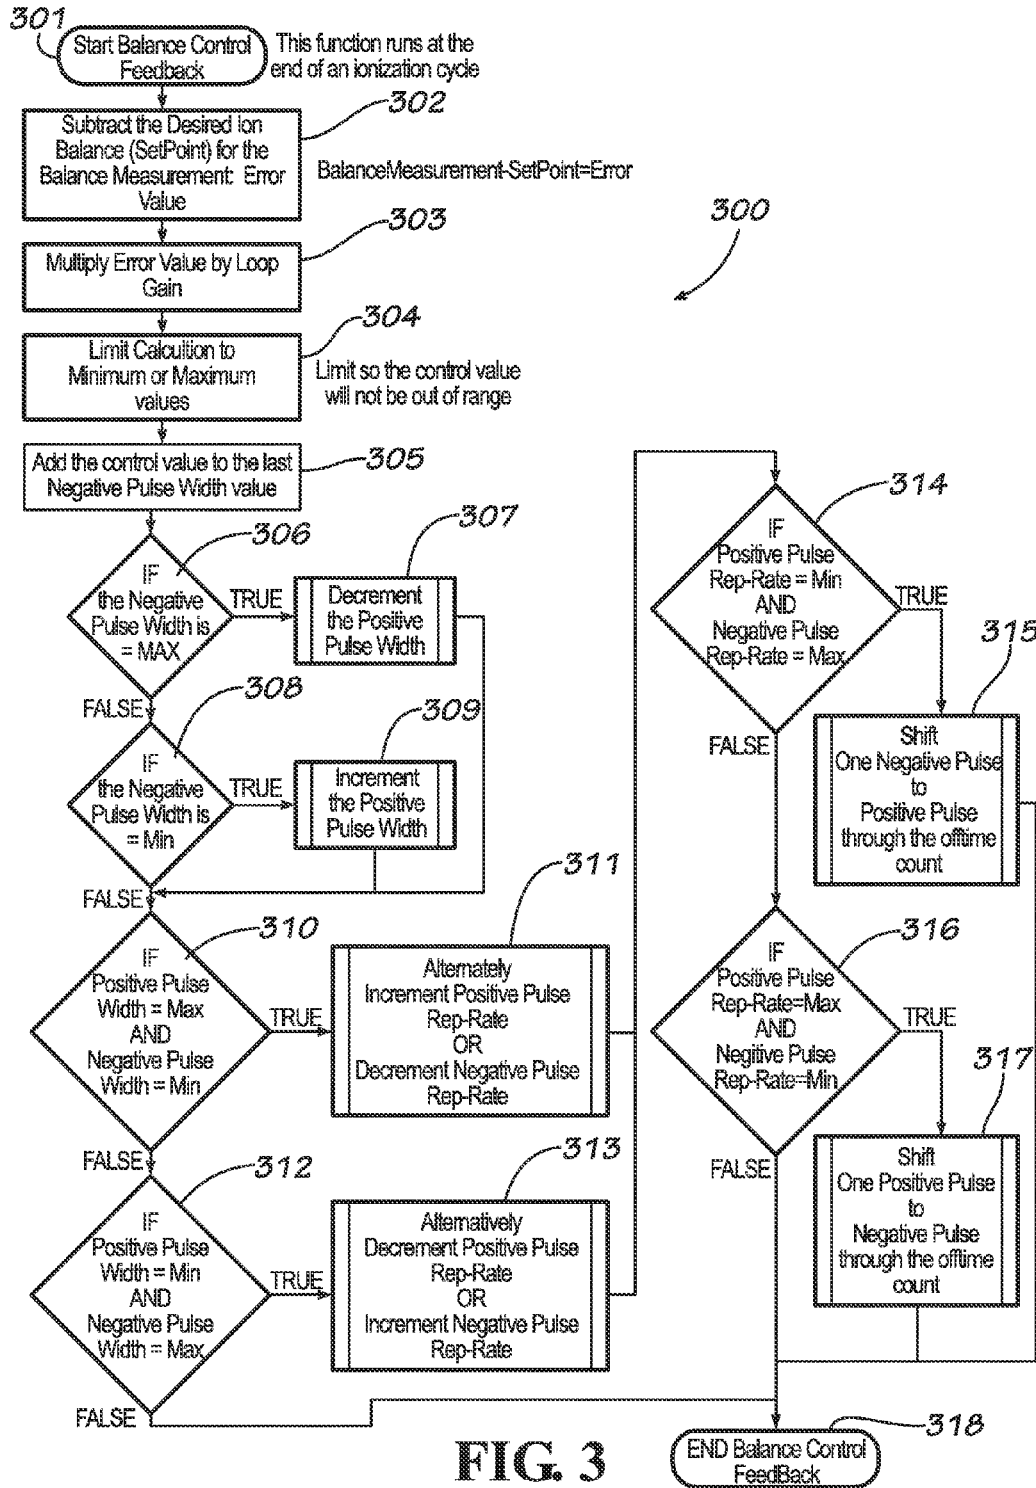 301
Start Balance Control
Feedback
This function runs at the
end of an ionization cycle
302
Subtract the Desired Ion
Balance (SetPoint) for the
Balance Measurement: Error
Value
BalanceMeasurement-SetPoint=Error
303
Multiply Error Value by Loop
Gain
304
Limit Calcultion to
Minimum or Maximum
values
Limit so the control value
will not be out of range
305
Add the control value to the last
Negative Pulse Width value
306
IF
the Negative
Pulse Width is
= MAX
TRUE
307
Decrement
the Positive
Pulse Width
FALSE
308
IF
the Negative
Pulse Width is
= Min
TRUE
309
Increment
the Positive
Pulse Width
FALSE
310
IF
Positive Pulse
Width = Max
AND
Negative Pulse
Width = Min
TRUE
311
Alternately
Increment Positive Pulse
Rep-Rate
OR
Decrement Negative Pulse
Rep-Rate
FALSE
312
IF
Positive Pulse
Width = Min
AND
Negative Pulse
Width = Max
TRUE
313
Alternatively
Decrement Positive Pulse
Rep-Rate
OR
Increment Negative Pulse
Rep-Rate
FALSE
300
314
IF
Positive Pulse
Rep-Rate = Min
AND
Negative Pulse
Rep-Rate = Max
TRUE
315
Shift
One Negative Pulse
to
Positive Pulse
through the offtime
count
FALSE
316
IF
Positive Pulse
Rep-Rate=Max
AND
Negitive Pulse
Rep-Rate=Min
TRUE
317
Shift
One Positive Pulse
to
Negative Pulse
through the offtime
count
FALSE
318
END Balance Control
FeedBack
FIG. 3